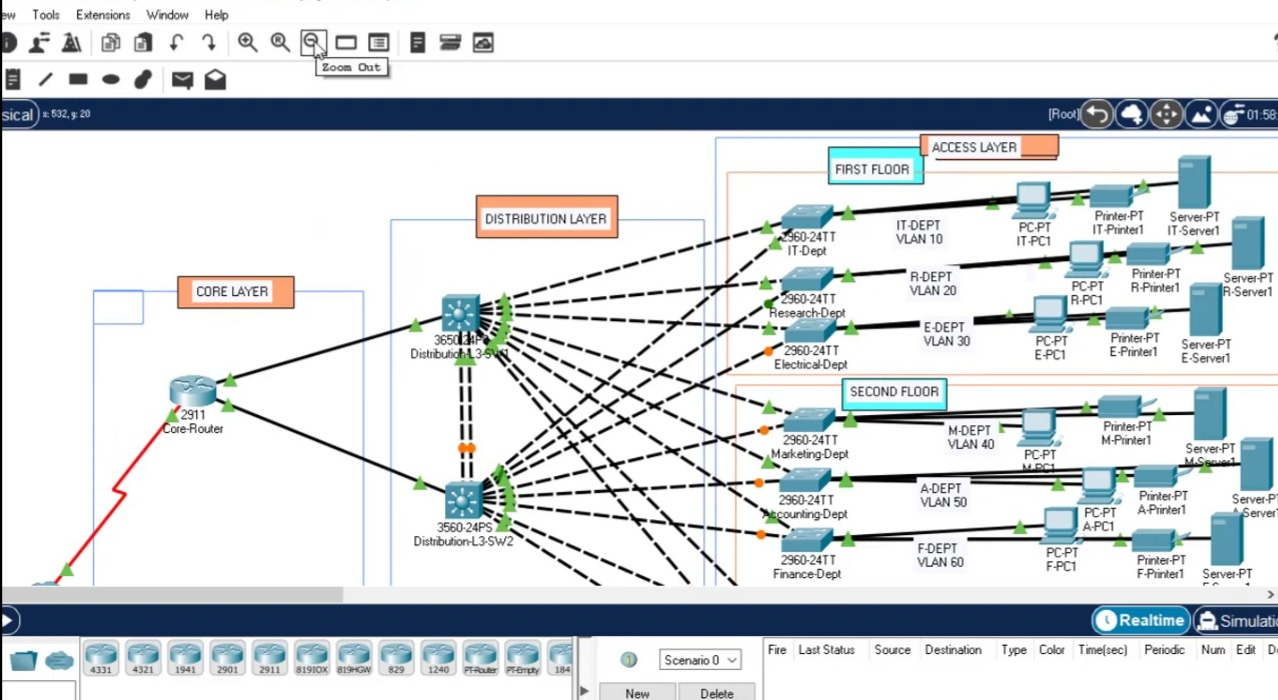 ew Tools Extensions Window Help
Zoom Out
sical x: 532, y: 20
[Root] 01:58:
ACCESS LAYER
FIRST FLOOR
DISTRIBUTION LAYER
CORE LAYER
2960-24TT
IT-Dept
IT-DEPT
VLAN 10
PC-PT
IT-PC1
Printer-PT
IT-Printer1
Server-PT
IT-Server1
2960-24TT
Research-Dept
R-DEPT
VLAN 20
PC-PT
R-PC1
Printer-PT
R-Printer1
Server-PT
R-Server1
2960-24TT
Electrical-Dept
E-DEPT
VLAN 30
PC-PT
E-PC1
Printer-PT
E-Printer1
Server-PT
E-Server1
Distribution-L3-SW1
2911
Core-Router
SECOND FLOOR
2960-24TT
Marketing-Dept
M-DEPT
VLAN 40
PC-PT
M-PC1
Printer-PT
M-Printer1
Server-PT
M-Server1
2960-24TT
Accounting-Dept
A-DEPT
VLAN 50
PC-PT
A-PC1
Printer-PT
A-Printer1
Server-PT
A-Server1
3560-24PS
Distribution-L3-SW2
2960-24TT
Finance-Dept
F-DEPT
VLAN 60
PC-PT
F-PC1
Printer-PT
F-Printer1
Server-PT
Realtime Simulati
4331 4321 1941 2901 2911 819IOX 819HGW 829 1240 PT-Router PT-Empty 184
Scenario 0
New Delete
Fire Last Status Source Destination Type Color Time(sec) Periodic Num Edit De